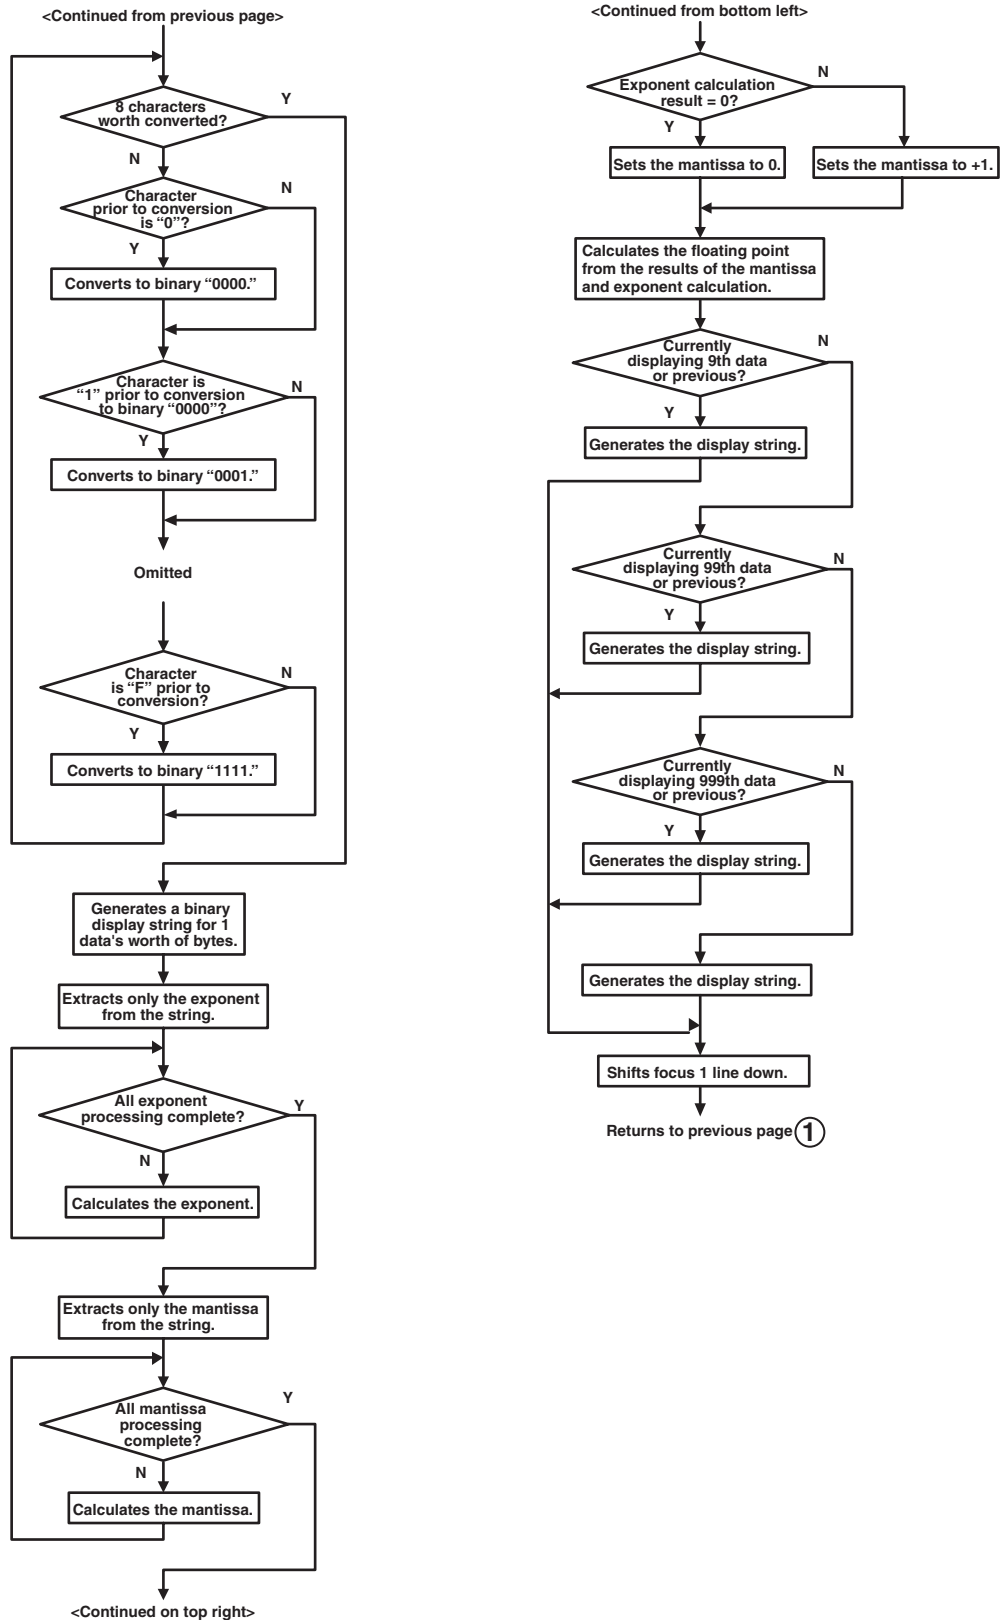 <Continued from previous page>
8 characters
worth converted?
Y
N
Character
prior to conversion
is “0”?
N
Y
Converts to binary “0000.”
Character is
“1” prior to conversion
to binary “0000”?
N
Y
Converts to binary “0001.”
Omitted
Character
is “F” prior to
conversion?
N
Y
Converts to binary “1111.”
Generates a binary
display string for 1
data's worth of bytes.
Extracts only the exponent
from the string.
All exponent
processing complete?
Y
N
Calculates the exponent.
Extracts only the mantissa
from the string.
All mantissa
processing
complete?
Y
N
Calculates the mantissa.
<Continued on top right>
<Continued from bottom left>
Exponent calculation
result = 0?
N
Y
Sets the mantissa to 0.
Sets the mantissa to +1.
Calculates the floating point
from the results of the mantissa
and exponent calculation.
Currently
displaying 9th data
or previous?
N
Y
Generates the display string.
Currently
displaying 99th data
or previous?
N
Y
Generates the display string.
Currently
displaying 999th data
or previous?
N
Y
Generates the display string.
Generates the display string.
Shifts focus 1 line down.
Returns to previous page 1